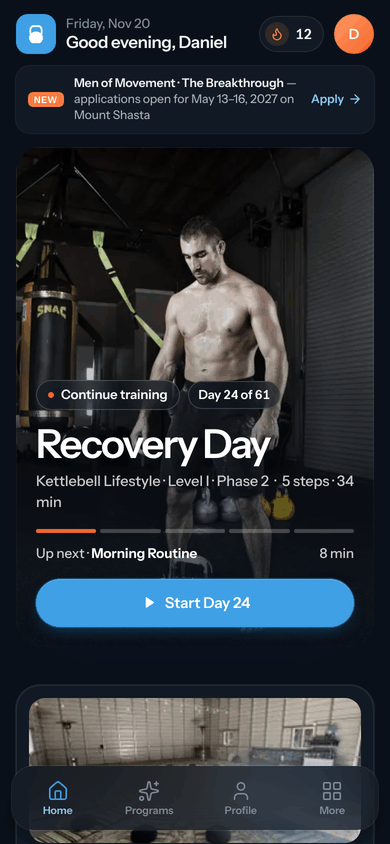 Friday, Nov 20
Good evening, Daniel
12
D
NEW
Men of Movement · The Breakthrough —
applications open for May 13–16, 2027 on
Mount Shasta
Apply →
SNAC
Continue training
Day 24 of 61
Recovery Day
Kettlebell Lifestyle · Level I · Phase 2 · 5 steps · 34
min
Up next · Morning Routine
8 min
Start Day 24
Home
Programs
Profile
More